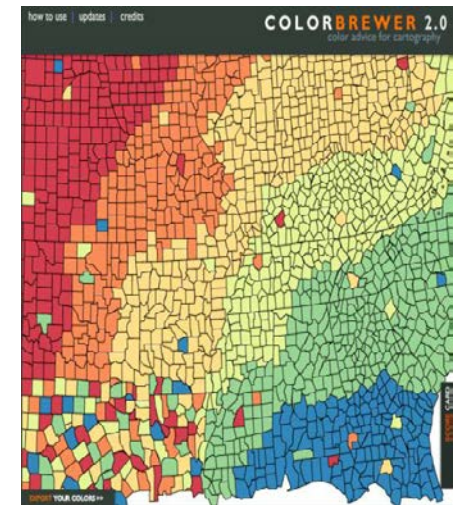 how to use | updates | credits
COLORBREWER 2.0
color advice for cartography
EXPORT YOUR COLORS >>